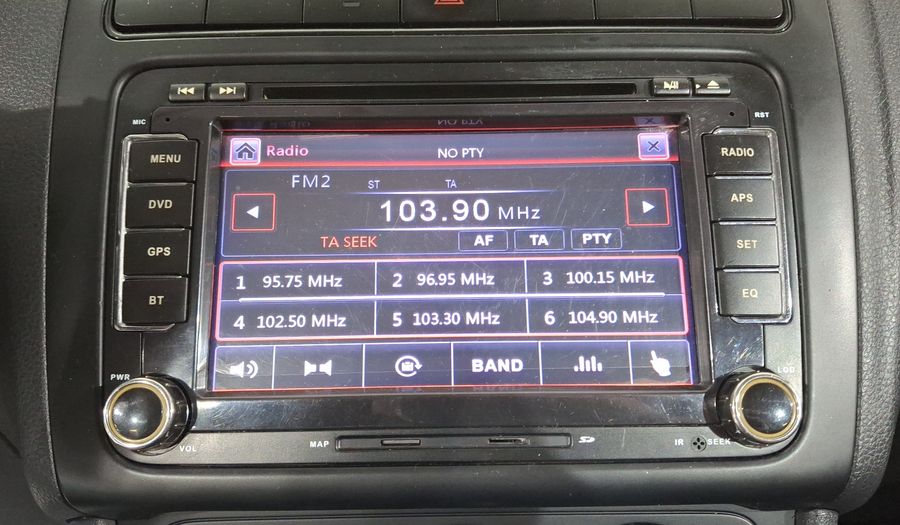 MIC
RST
MENU
DVD
GPS
BT
Radio
NO PTY
FM2
ST
TA
103.90 MHz
TA SEEK
AF
TA
PTY
1 95.75 MHz
2 96.95 MHz
3 100.15 MHz
4 102.50 MHz
5 103.30 MHz
6 104.90 MHz
BAND
RADIO
APS
SET
EQ
PWR
VOL
MAP
SD
IR
SEEK